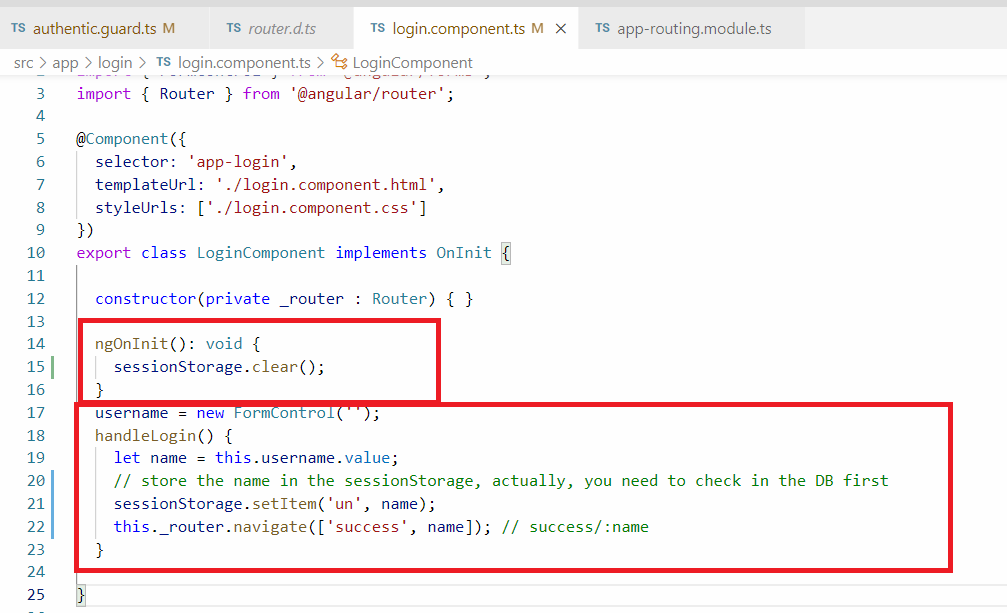 TS authentic.guard.ts M TS router.d.ts TS login.component.ts M × TS app-routing.module.ts
src > app > login > TS login.component.ts > LoginComponent
3 import { Router } from '@angular/router';
4
5 @Component({
6 selector: 'app-login',
7 templateUrl: './login.component.html',
8 styleUrls: ['./login.component.css']
9 })
10 export class LoginComponent implements OnInit {
11
12 constructor(private _router : Router) { }
13
14 ngOnInit(): void {
15 sessionStorage.clear();
16 }
17 username = new FormControl('');
18 handleLogin() {
19 let name = this.username.value;
20 // store the name in the sessionStorage, actually, you need to check in the DB first
21 sessionStorage.setItem('un', name);
22 this._router.navigate(['success', name]); // success/:name
23 }
24
25 }